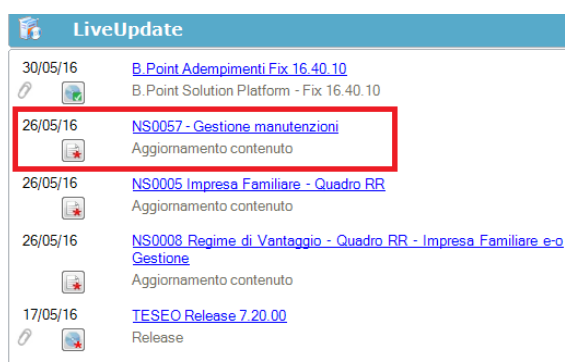 LiveUpdate
30/05/16 B.Point Adempimenti Fix 16.40.10
B.Point Solution Platform - Fix 16.40.10
26/05/16 NS0057 - Gestione manutenzioni
Aggiornamento contenuto
26/05/16 NS0005 Impresa Familiare - Quadro RR
Aggiornamento contenuto
26/05/16 NS0008 Regime di Vantaggio - Quadro RR - Impresa Familiare e-o
Gestione
Aggiornamento contenuto
17/05/16 TESEO Release 7.20.00
Release